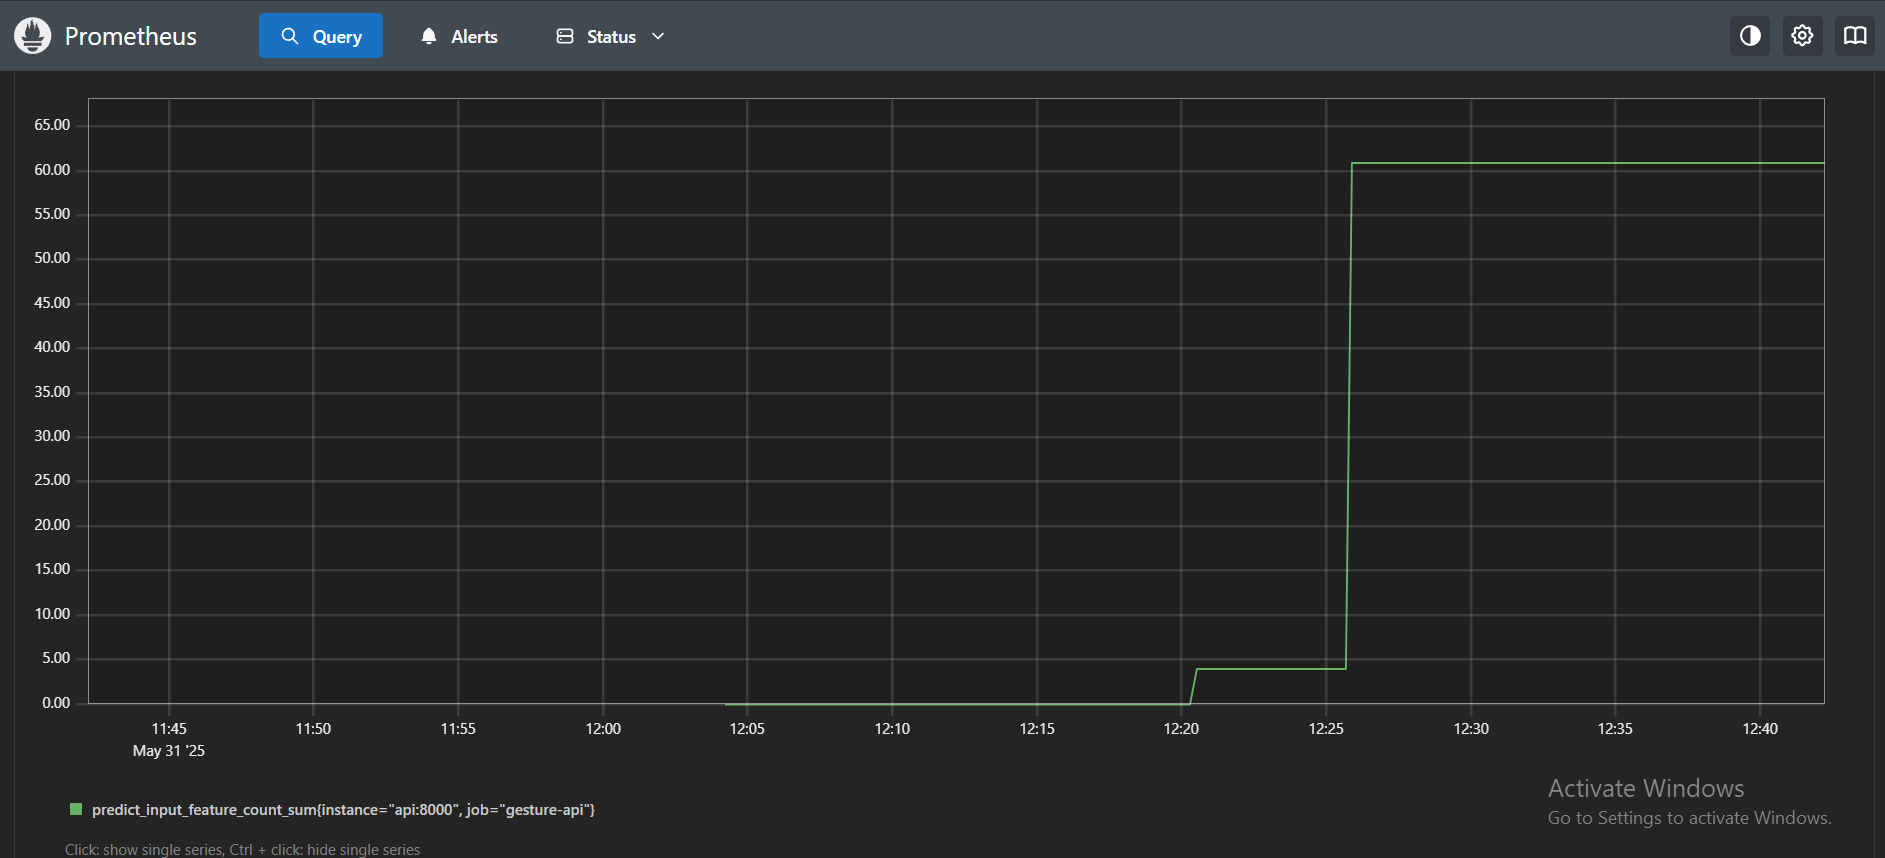 Prometheus Query Alerts Status
65.00
60.00
55.00
50.00
45.00
40.00
35.00
30.00
25.00
20.00
15.00
10.00
5.00
0.00
11:45 11:50 11:55 12:00 12:05 12:10 12:15 12:20 12:25 12:30 12:35 12:40
May 31 '25
predict_input_feature_count_sum{instance="api:8000", job="gesture-api"}
Click: show single series, Ctrl + click: hide single series
Activate Windows
Go to Settings to activate Windows.